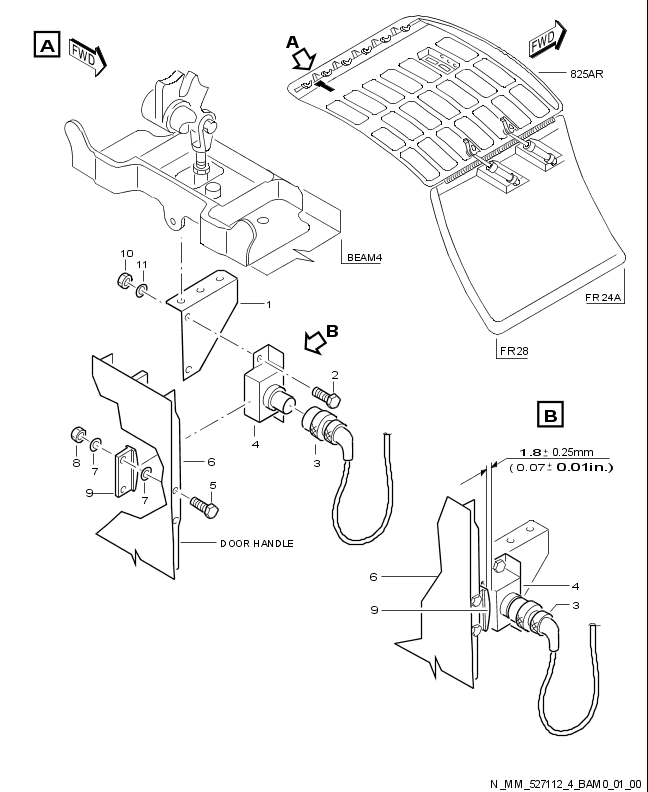 A
FWD
A
FWD
825AR
BEAM4
FR24A
FR28
10
11
1
B
2
3
4
8
7
9
7
6
5
DOOR HANDLE
B
1.8± 0.25mm
(0.07± 0.01in.)
6
9
4
3
N_MM_527112_4_BAM0_01_00